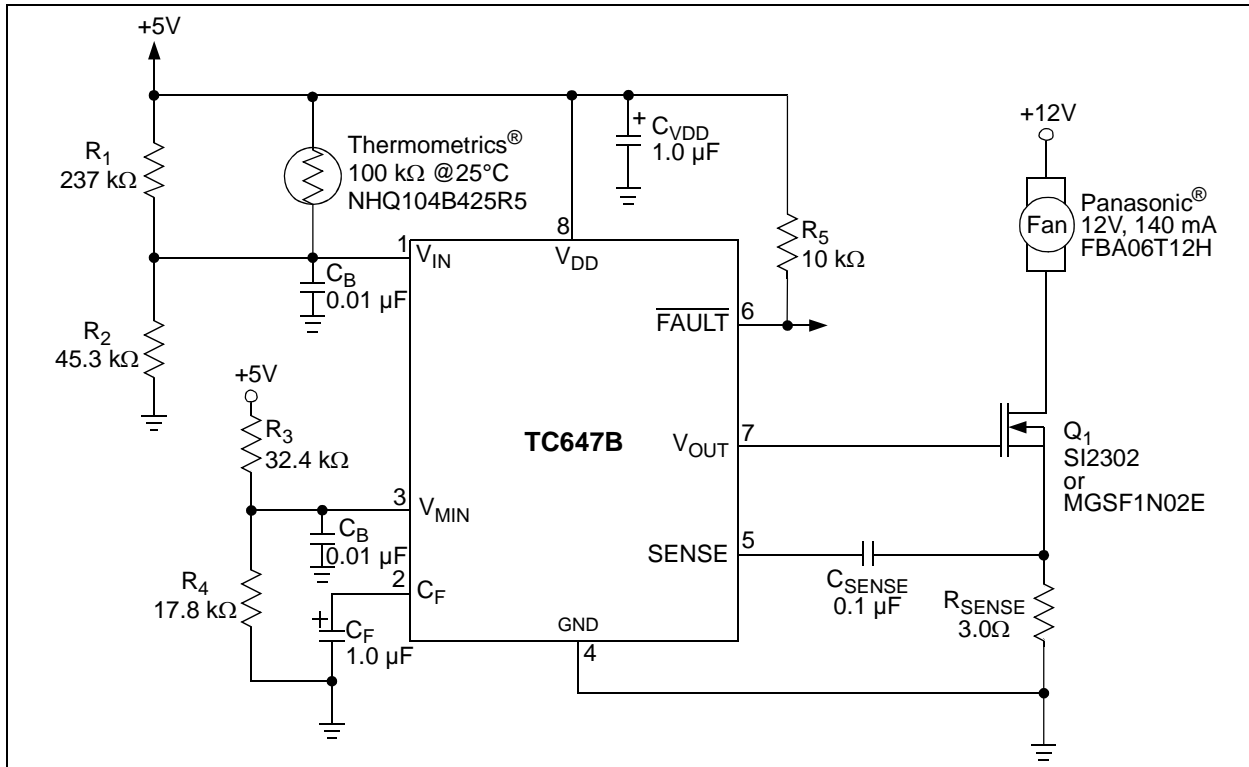 +5V
R1
237 kΩ
Thermometrics®
100 kΩ @25°C
NHQ104B425R5
+
CVDD
1.0 µF
+12V
Fan
Panasonic®
12V, 140 mA
FBA06T12H
R5
10 kΩ
1
VIN
8
VDD
CB
0.01 µF
R2
45.3 kΩ
6
FAULT
+5V
R3
32.4 kΩ
TC647B
7
VOUT
Q1
SI2302
or
MGSF1N02E
3
VMIN
CB
0.01 µF
5
SENSE
CSENSE
0.1 µF
R4
17.8 kΩ
2
CF
+
CF
1.0 µF
GND
4
RSENSE
3.0Ω